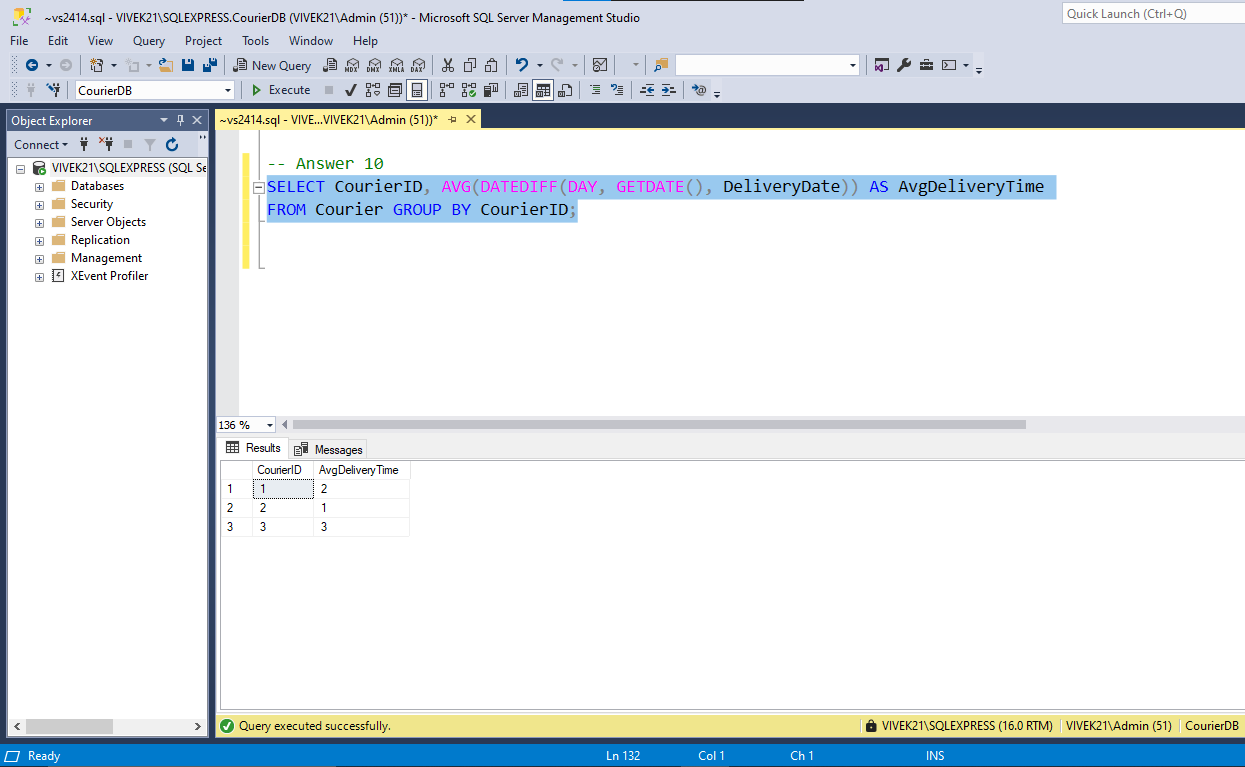 ~vs2414.sql - VIVEK21\SQLEXPRESS.CourierDB (VIVEK21\Admin (51))* - Microsoft SQL Server Management Studio
Quick Launch (Ctrl+Q)
File Edit View Query Project Tools Window Help
New Query
MDX DMX XMLA DAX
CourierDB
Execute
Object Explorer
~vs2414.sql - VIVE...VIVEK21\Admin (51))*
Connect
VIVEK21\SQLEXPRESS (SQL Se
Databases
Security
Server Objects
Replication
Management
XEvent Profiler
-- Answer 10
SELECT CourierID, AVG(DATEDIFF(DAY, GETDATE(), DeliveryDate)) AS AvgDeliveryTime
FROM Courier GROUP BY CourierID;
136 %
Results Messages
CourierID AvgDeliveryTime
1 1 2
2 2 1
3 3 3
Query executed successfully.
VIVEK21\SQLEXPRESS (16.0 RTM) VIVEK21\Admin (51) CourierDB
Ready Ln 132 Col 1 Ch 1 INS